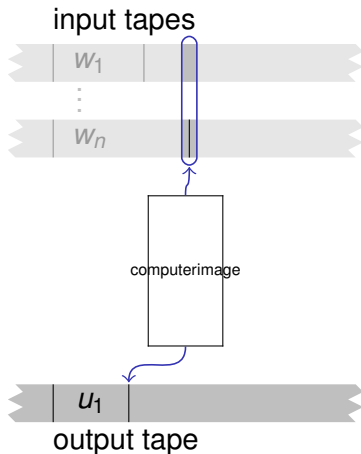 input tapes
w₁
⋮
wₙ
computerimage
u₁
output tape